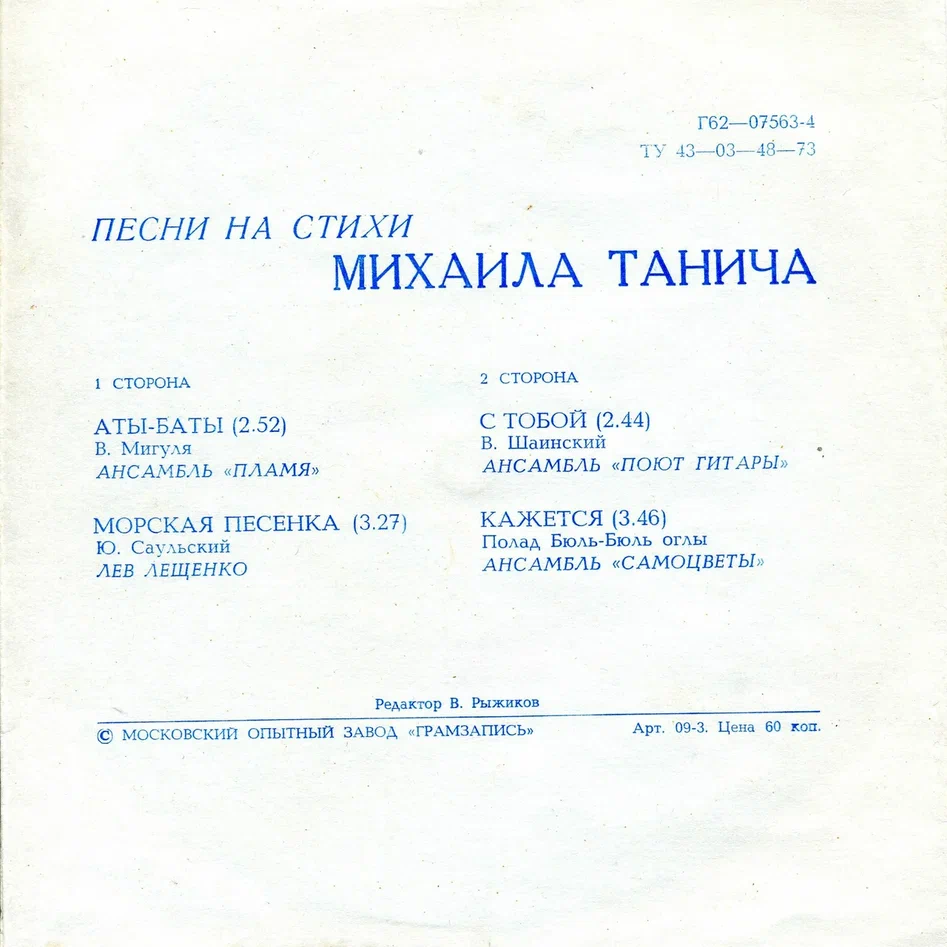 Г62—07563-4
ТУ 43—03—48—73
ПЕСНИ НА СТИХИ
МИХАИЛА ТАНИЧА
1 СТОРОНА
АТЫ-БАТЫ (2.52)
В. Мигуля
АНСАМБЛЬ «ПЛАМЯ»
МОРСКАЯ ПЕСЕНКА (3.27)
Ю. Саульский
ЛЕВ ЛЕЩЕНКО
2 СТОРОНА
С ТОБОЙ (2.44)
В. Шаинский
АНСАМБЛЬ «ПОЮТ ГИТАРЫ»
КАЖЕТСЯ (3.46)
Полад Бюль-Бюль оглы
АНСАМБЛЬ «САМОЦВЕТЫ»
Редактор В. Рыжиков
© МОСКОВСКИЙ ОПЫТНЫЙ ЗАВОД «ГРАМЗАПИСЬ» Арт. 09-3. Цена 60 коп.